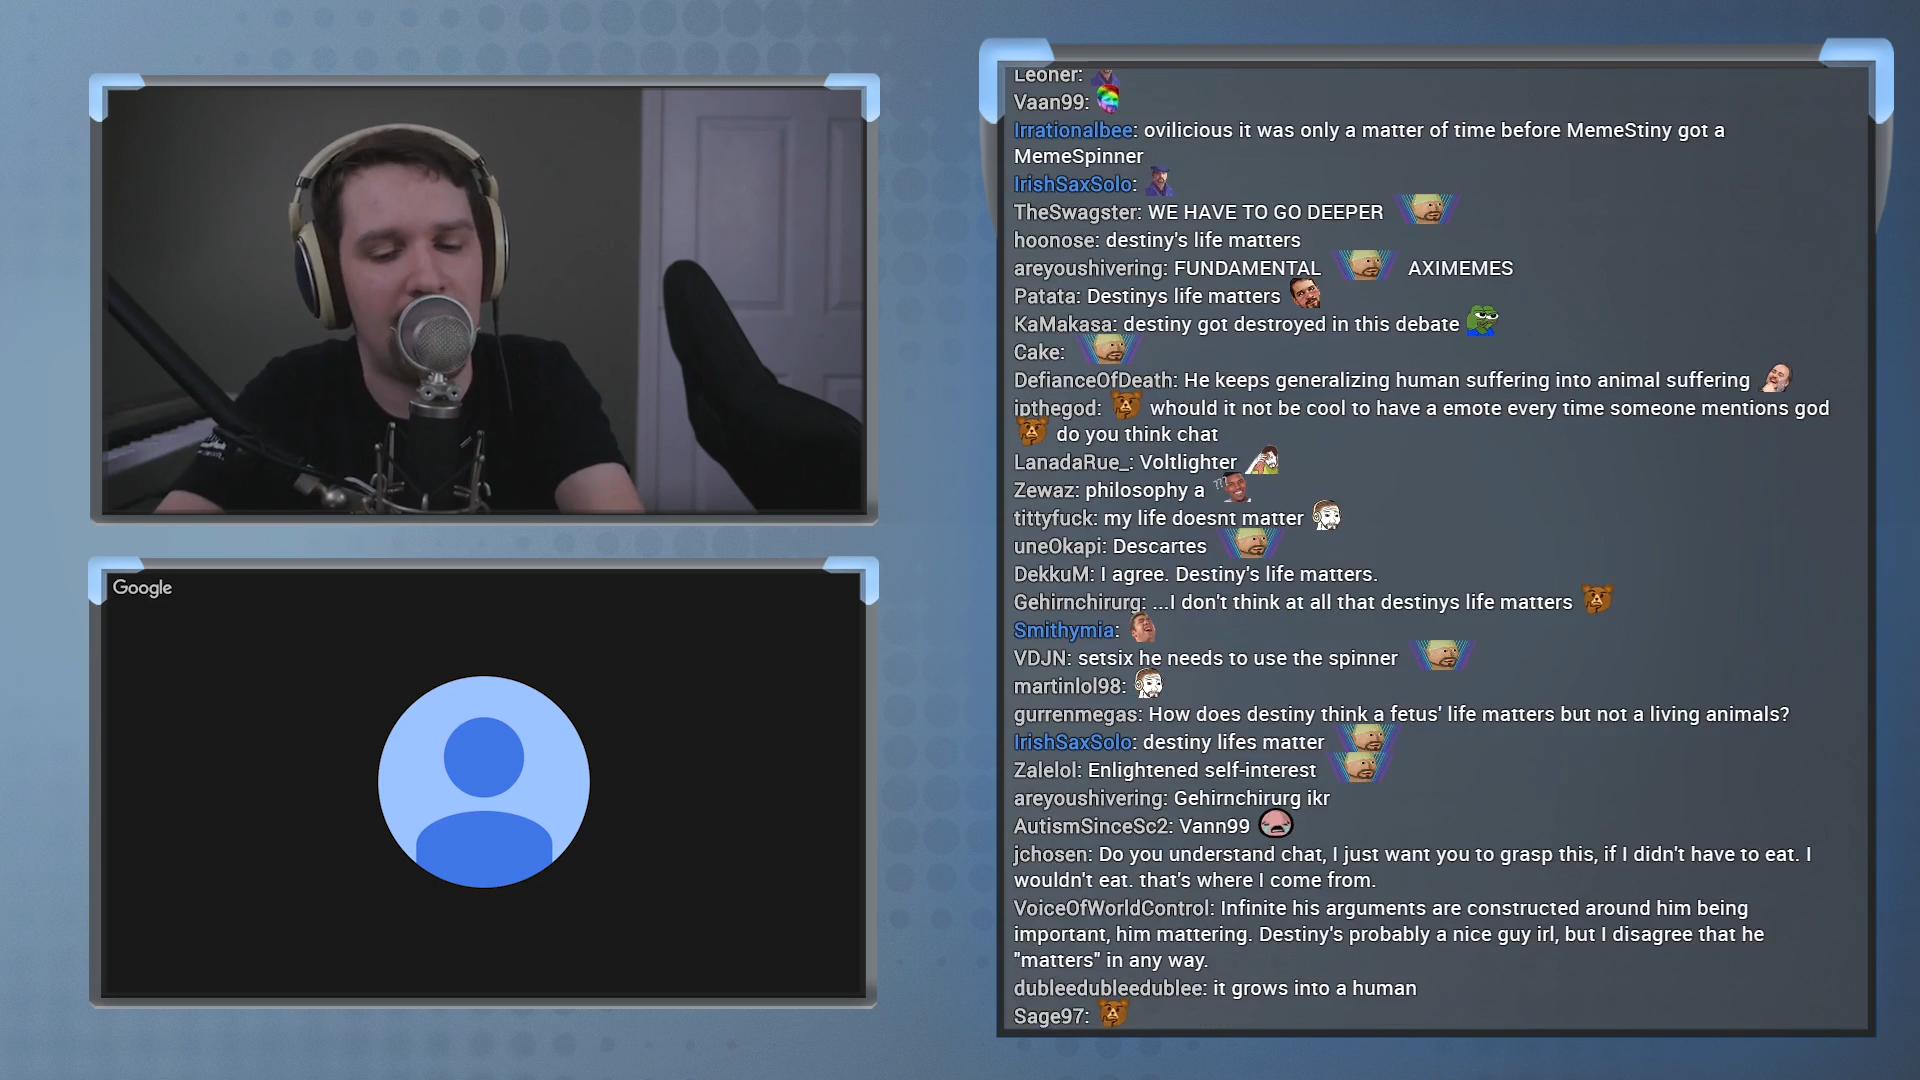 Google
Leoner:
Vaan99:
Irrationalbee: ovilicious it was only a matter of time before MemeStiny got a
MemeSpinner
IrishSaxSolo:
TheSwagster: WE HAVE TO GO DEEPER
hoonose: destiny's life matters
areyoushivering: FUNDAMENTAL AXIMEMES
Patata: Destinys life matters
KaMakasa: destiny got destroyed in this debate
Cake:
DefianceOfDeath: He keeps generalizing human suffering into animal suffering
ipthegod: whould it not be cool to have a emote every time someone mentions god
do you think chat
LanadaRue_: Voltlighter
Zewaz: philosophy a
tittyfuck: my life doesnt matter
uneOkapi: Descartes
DekkuM: I agree. Destiny's life matters.
Gehirnchirurg: ...I don't think at all that destinys life matters
Smithymia:
VDJN: setsix he needs to use the spinner
martinlol98:
gurrenmegas: How does destiny think a fetus' life matters but not a living animals?
IrishSaxSolo: destiny lifes matter
Zalelol: Enlightened self-interest
areyoushivering: Gehirnchirurg ikr
AutismSinceSc2: Vann99
jchosen: Do you understand chat, I just want you to grasp this, if I didn't have to eat. I
wouldn't eat. that's where I come from.
VoiceOfWorldControl: Infinite his arguments are constructed around him being
important, him mattering. Destiny's probably a nice guy irl, but I disagree that he
"matters" in any way.
dubleedubleedublee: it grows into a human
Sage97: